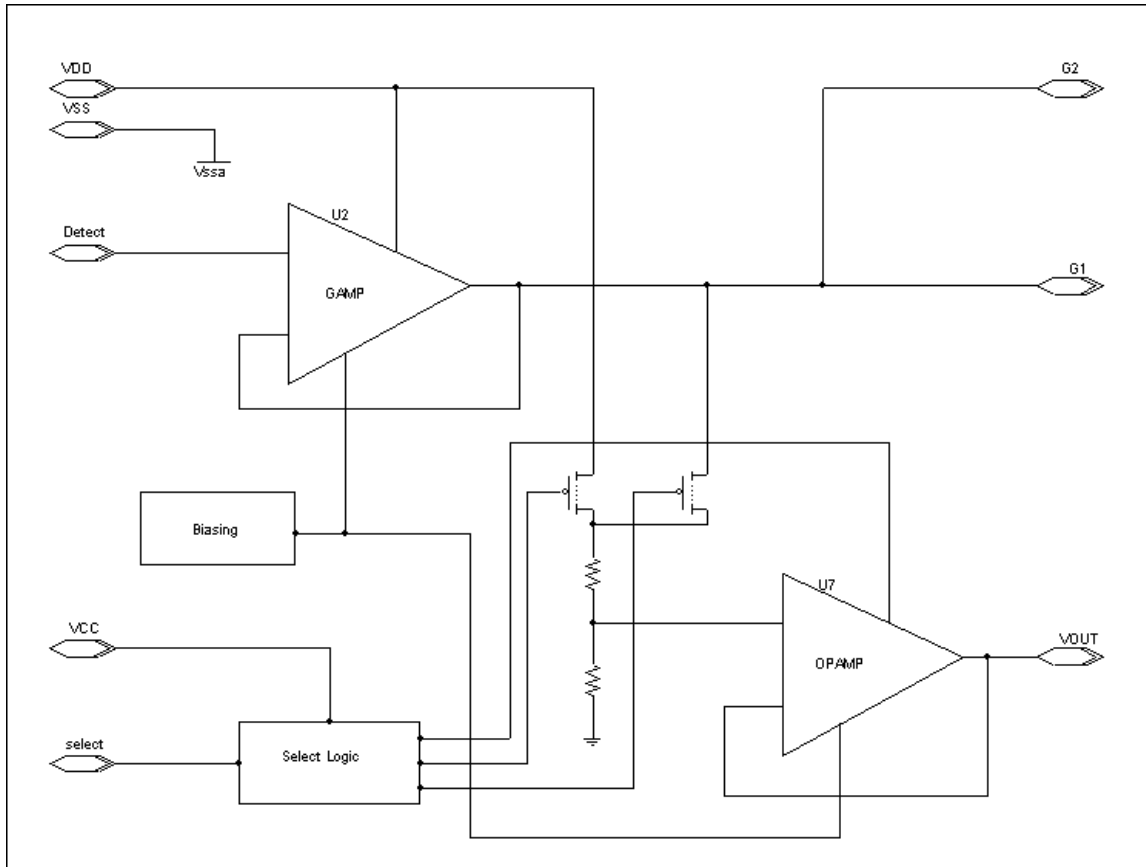 VDD
G2
VSS
Vssa
U2
Detect
GAMP
G1
Biasing
U7
VCC
VOUT
OPAMP
select
Select Logic